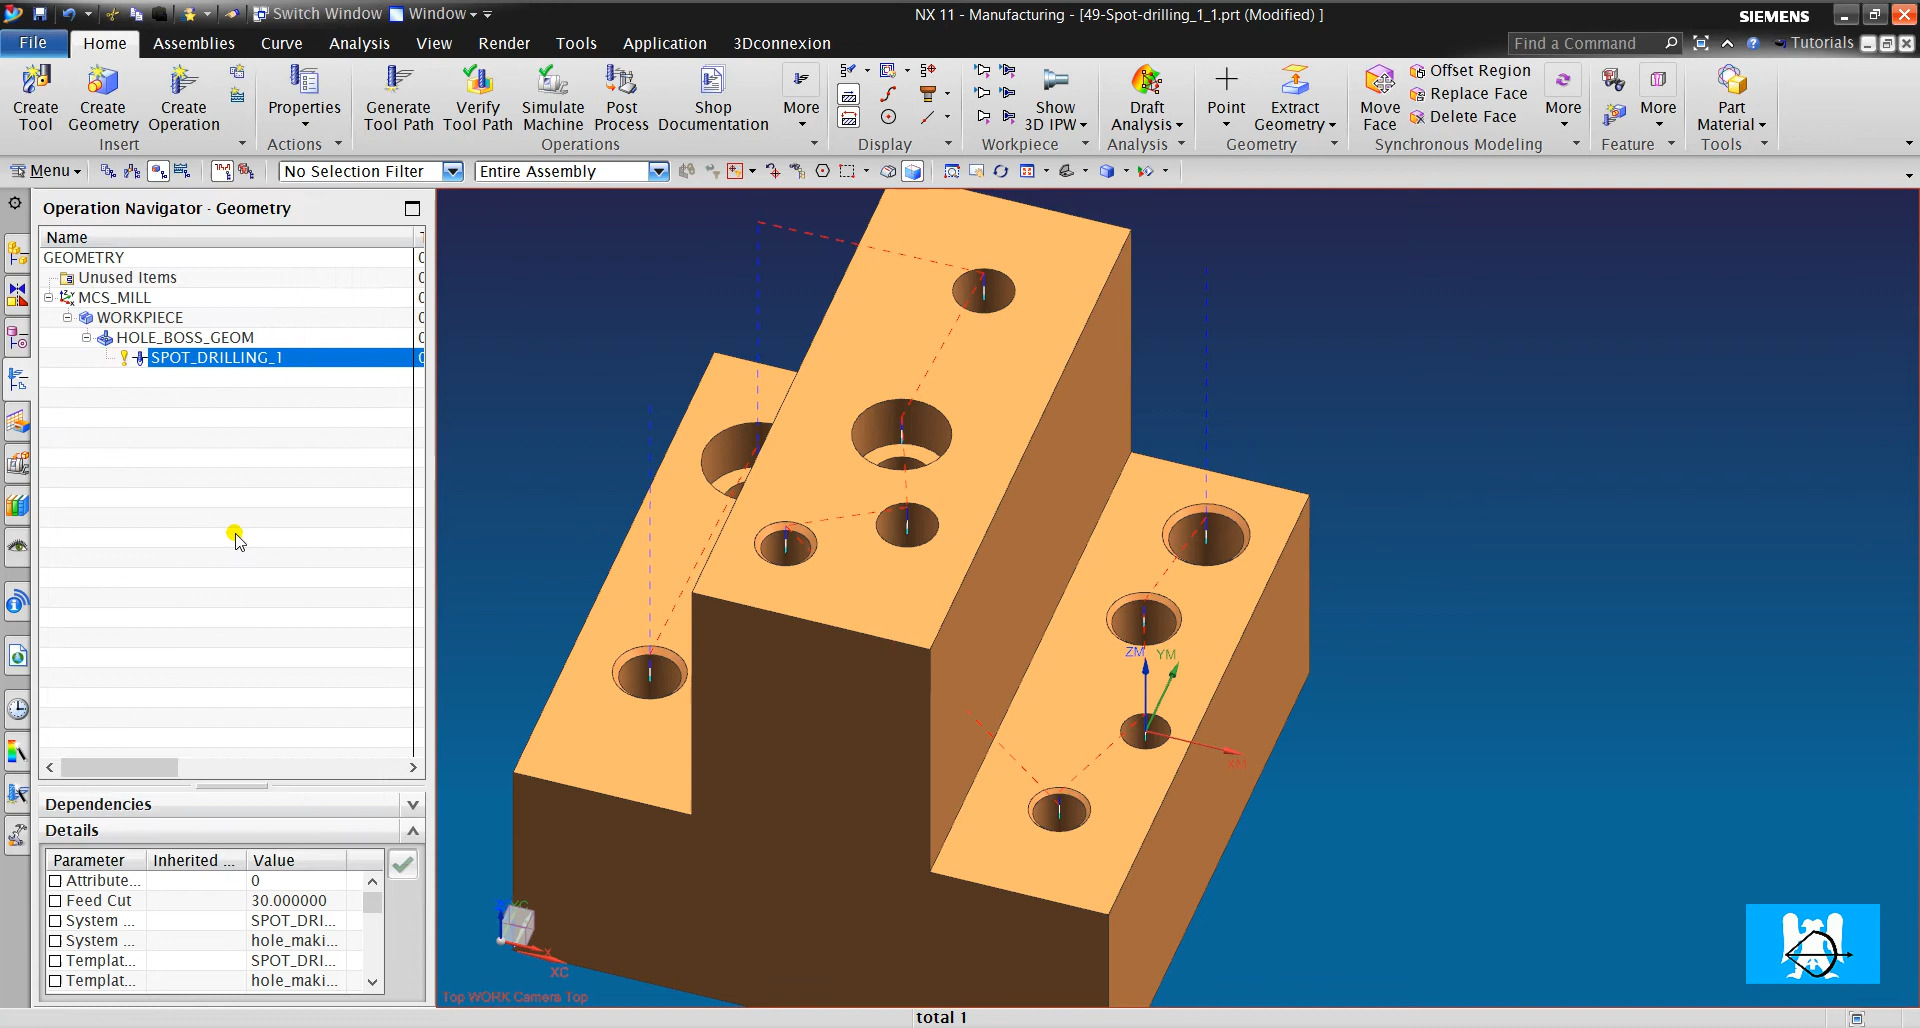 Switch Window Window
NX 11 - Manufacturing - [49-Spot-drilling_1_1.prt (Modified) ]
SIEMENS
File Home Assemblies Curve Analysis View Render Tools Application 3Dconnexion
Find a Command
Tutorials
Create Tool
Create Geometry
Create Operation
Properties
Generate Tool Path
Verify Tool Path
Simulate Machine
Post Process
Shop Documentation
More
Show 3D IPW
Draft Analysis
Point
Extract Geometry
Move Face
Offset Region
Replace Face
Delete Face
More
More
Part Material
Insert Actions Operations Display Workpiece Analysis Geometry Synchronous Modeling Feature Tools
Menu
No Selection Filter
Entire Assembly
Operation Navigator - Geometry
Name
GEOMETRY
Unused Items
MCS_MILL
WORKPIECE
HOLE_BOSS_GEOM
SPOT_DRILLING_1
Dependencies
Details
Parameter Inherited ... Value
Attribute... 0
Feed Cut 30.000000
System ... SPOT_DRI...
System ... hole_maki...
Templat... SPOT_DRI...
Templat... hole_maki...
ZM YM
XM
XC
Top WORK Camera Top
total 1